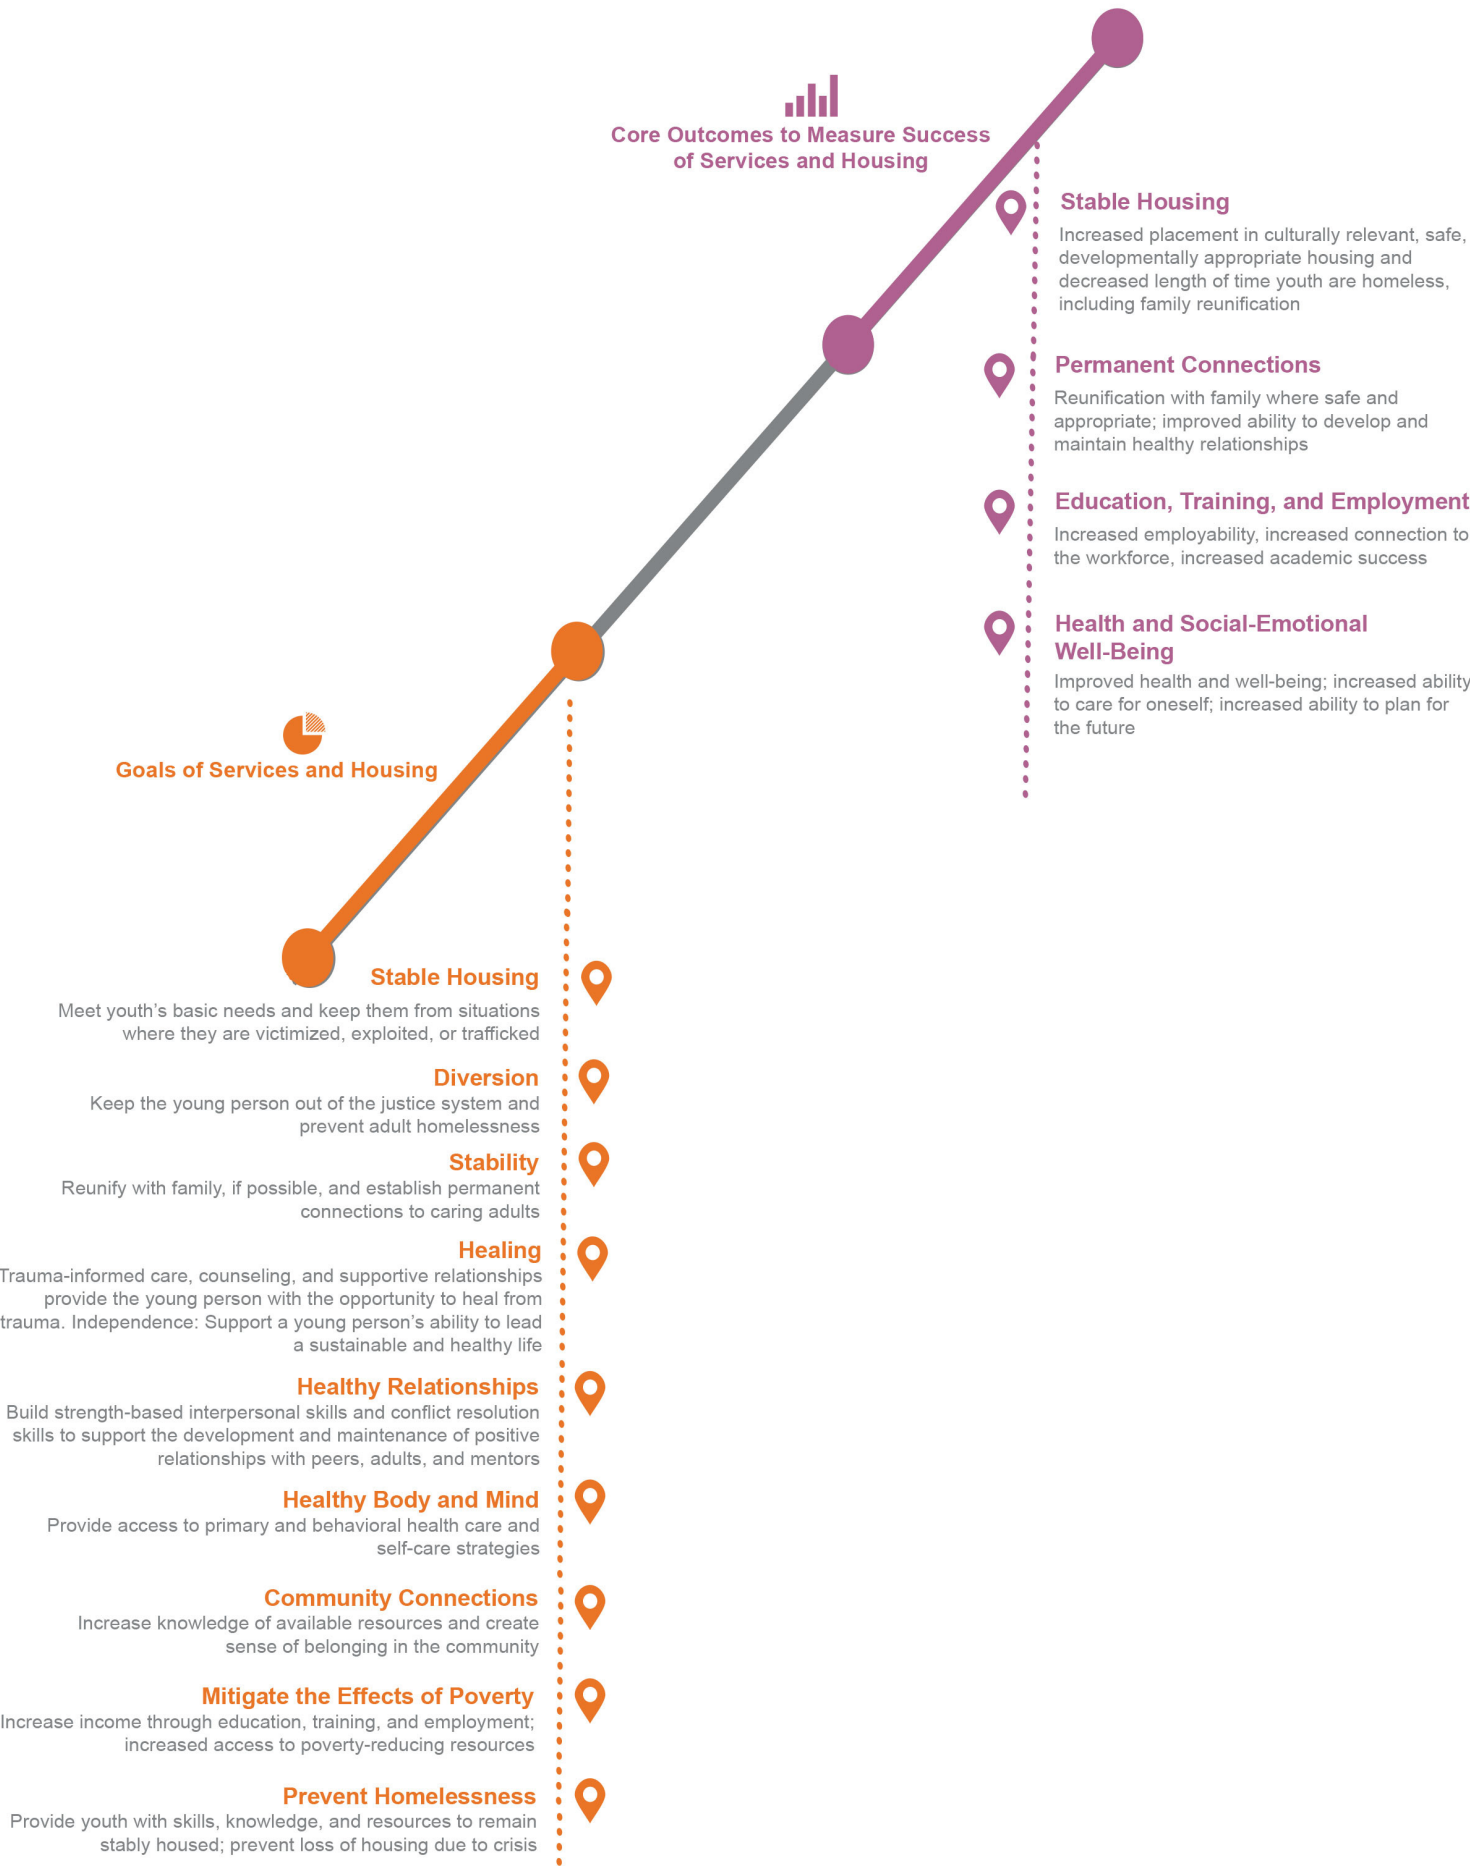 Core Outcomes to Measure Success
of Services and Housing
Stable Housing
Increased placement in culturally relevant, safe,
developmentally appropriate housing and
decreased length of time youth are homeless,
including family reunification
Permanent Connections
Reunification with family where safe and
appropriate; improved ability to develop and
maintain healthy relationships
Education, Training, and Employment
Increased employability, increased connection to
the workforce, increased academic success
Health and Social-Emotional
Well-Being
Improved health and well-being; increased ability
to care for oneself; increased ability to plan for
the future
Goals of Services and Housing
Stable Housing
Meet youth’s basic needs and keep them from situations
where they are victimized, exploited, or trafficked
Diversion
Keep the young person out of the justice system and
prevent adult homelessness
Stability
Reunify with family, if possible, and establish permanent
connections to caring adults
Healing
Trauma-informed care, counseling, and supportive relationships
provide the young person with the opportunity to heal from
trauma. Independence: Support a young person’s ability to lead
a sustainable and healthy life
Healthy Relationships
Build strength-based interpersonal skills and conflict resolution
skills to support the development and maintenance of positive
relationships with peers, adults, and mentors
Healthy Body and Mind
Provide access to primary and behavioral health care and
self-care strategies
Community Connections
Increase knowledge of available resources and create
sense of belonging in the community
Mitigate the Effects of Poverty
Increase income through education, training, and employment;
increased access to poverty-reducing resources
Prevent Homelessness
Provide youth with skills, knowledge, and resources to remain
stably housed; prevent loss of housing due to crisis